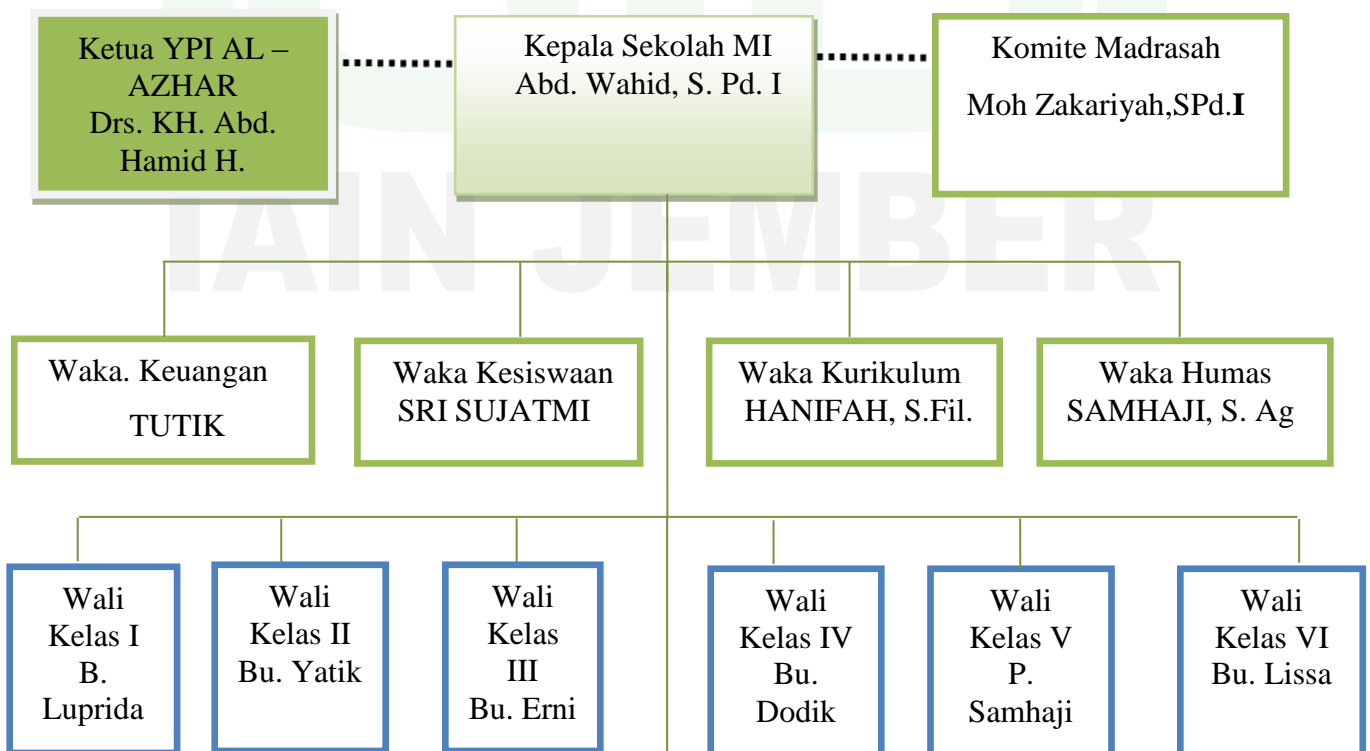 Ketua YPI AL –
AZHAR
Drs. KH. Abd.
Hamid H.
Kepala Sekolah MI
Abd. Wahid, S. Pd. I
Komite Madrasah
Moh Zakariyah,SPd.I
IAIN JEMBER
Waka. Keuangan
TUTIK
Waka Kesiswaan
SRI SUJATMI
Waka Kurikulum
HANIFAH, S.Fil.
Waka Humas
SAMHAJI, S. Ag
Wali
Kelas I
B.
Luprida
Wali
Kelas II
Bu. Yatik
Wali
Kelas
III
Bu. Erni
Wali
Kelas IV
Bu.
Dodik
Wali
Kelas V
P.
Samhaji
Wali
Kelas VI
Bu. Lissa